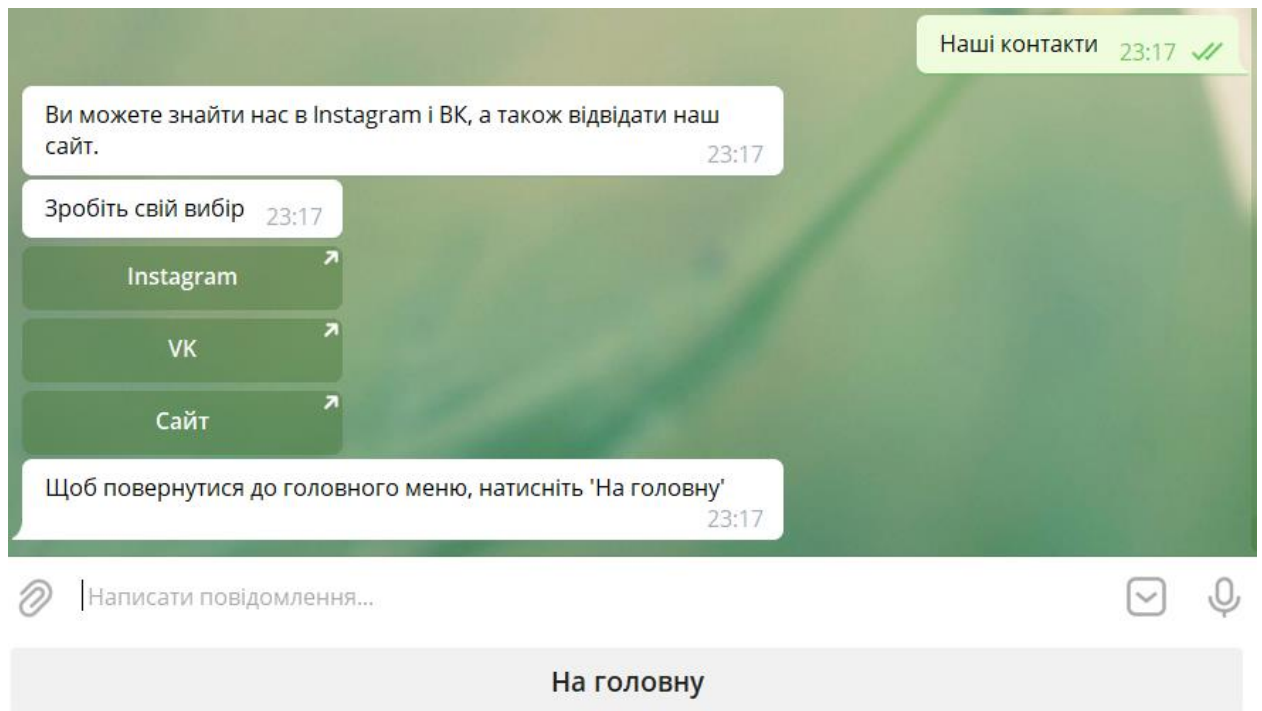 Наші контакти 23:17
Ви можете знайти нас в Instagram і ВК, а також відвідати наш
сайт.
23:17
Зробіть свій вибір 23:17
Instagram
VK
Сайт
Щоб повернутися до головного меню, натисніть 'На головну'
23:17
Написати повідомлення...
На головну